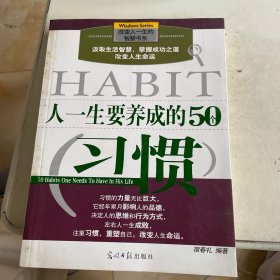 Wisdom Series
改变人一生的
智慧书系
汲取生活智慧，掌握成功之道
改变人生命运
HABIT
人一生要养成的50个
（习惯）
50 Habits One Needs To Have In His Life
习惯的力量无比巨大，
它经年累月影响人的品德，
决定人的思维和行为方式，
左右人一生成败，
注重习惯，重塑自己，改变人生命运。
宿春礼 编著
光明日报出版社